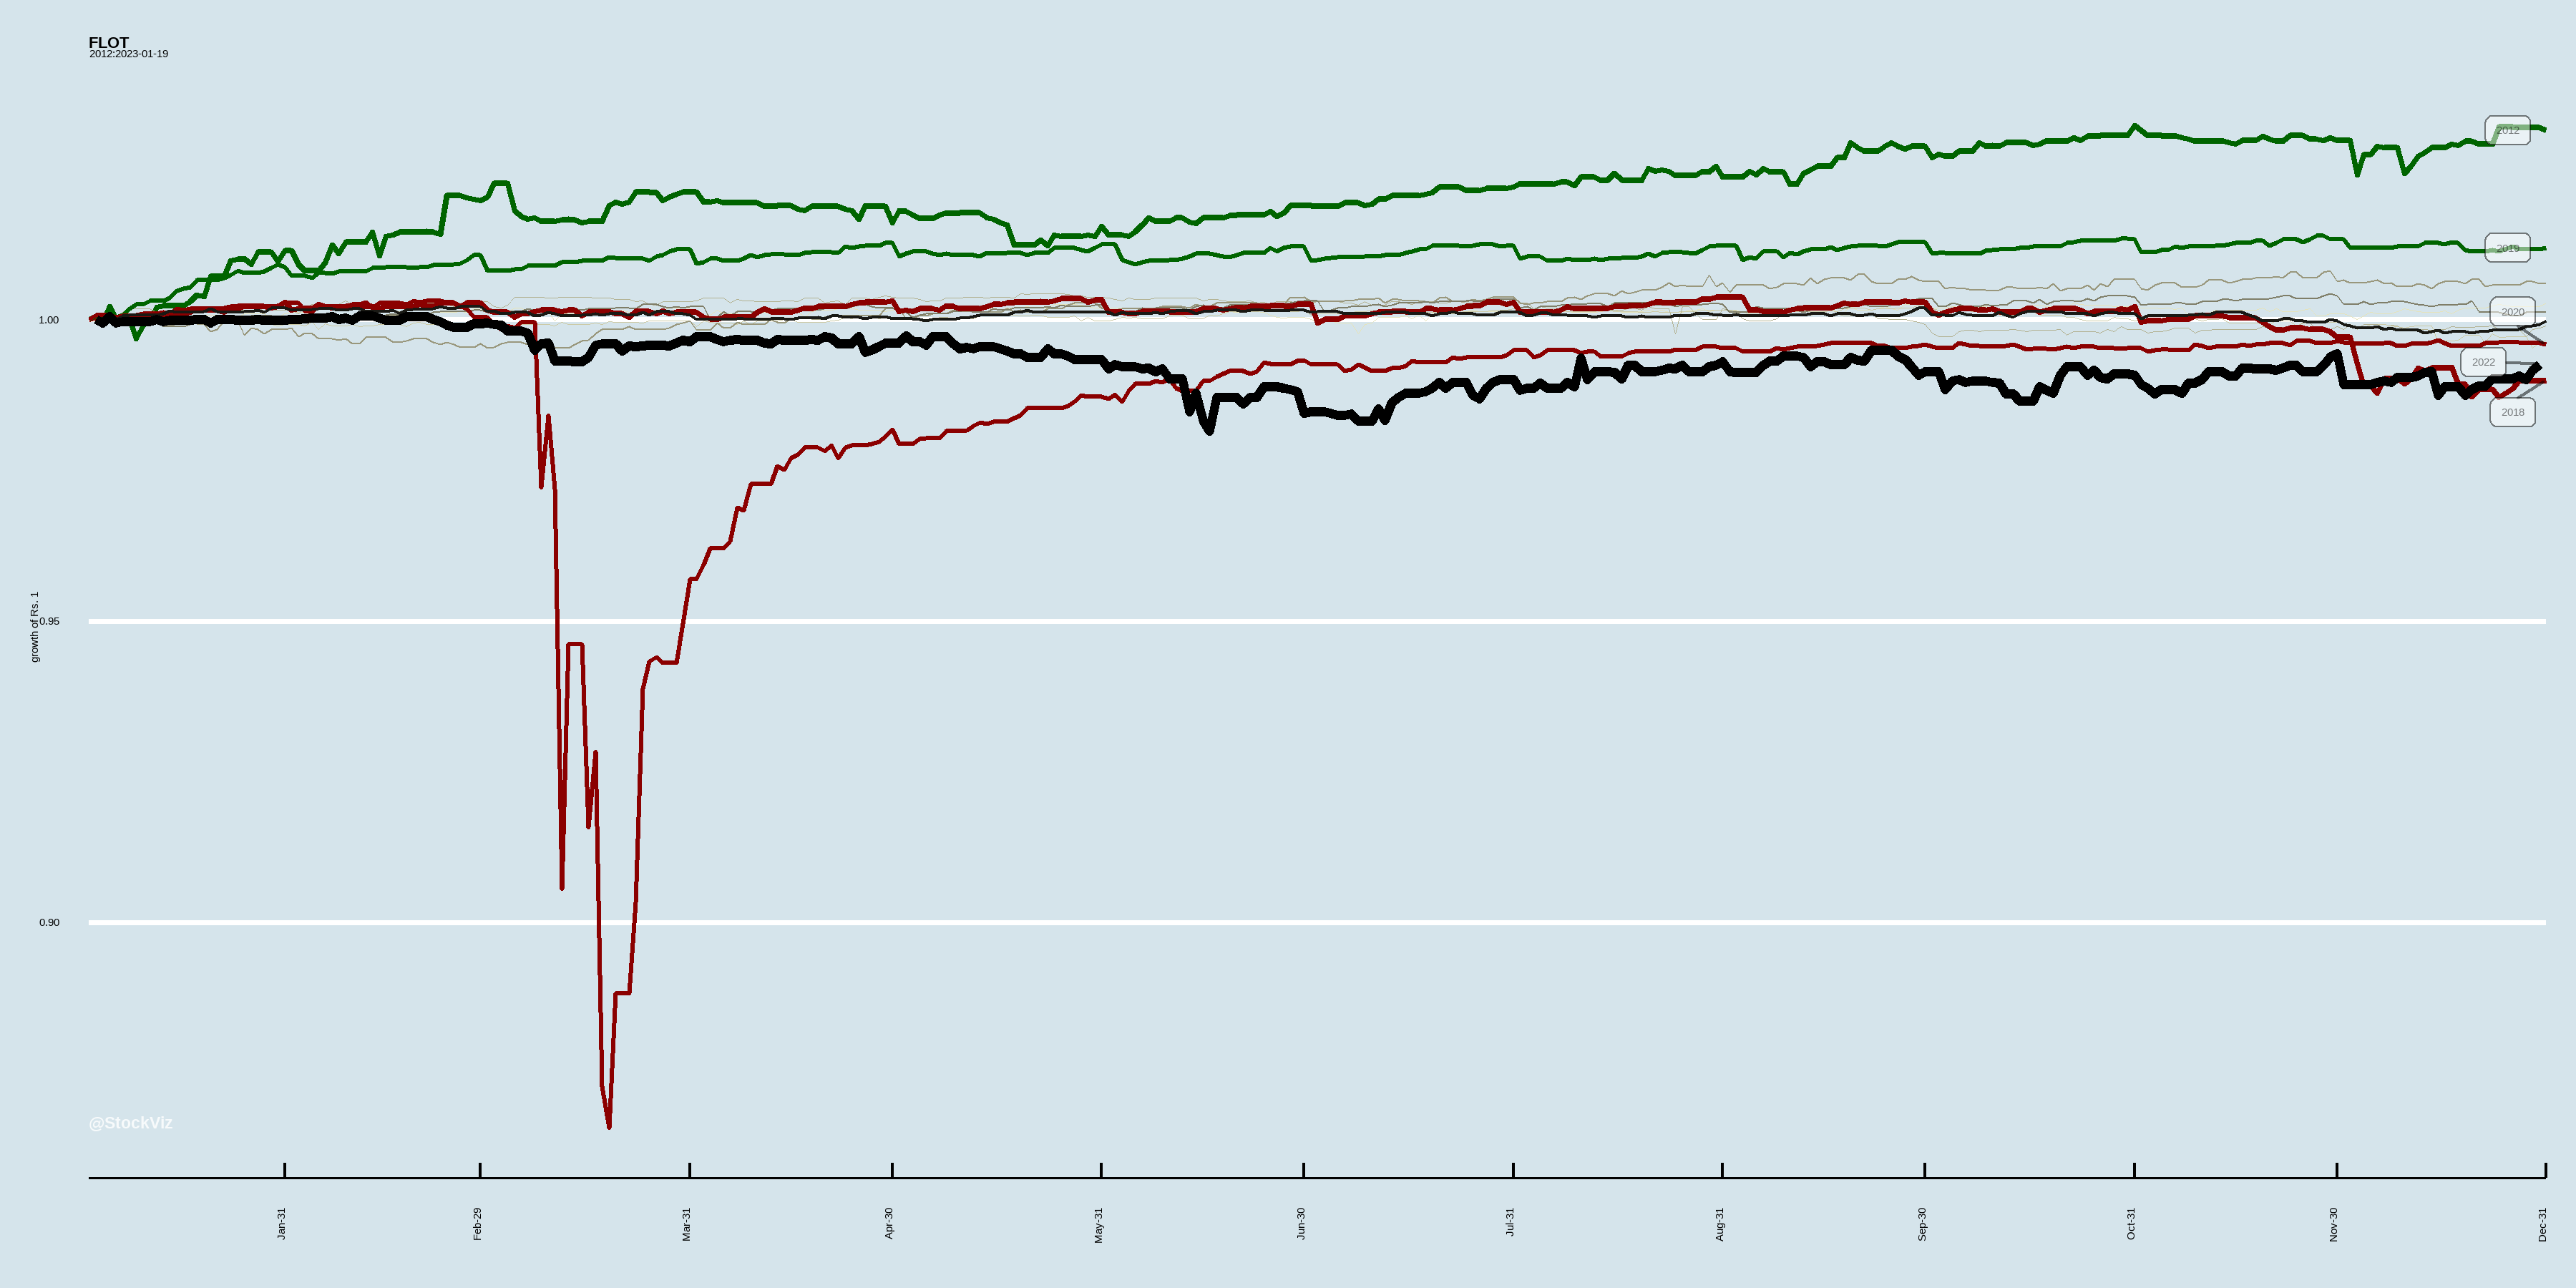 FLOT
2012:2023-01-19
2012
2019
1.00
2020
2022
2018
growth of Rs. 1
0.95
0.90
@StockViz
Jan-31
Feb-29
Mar-31
Apr-30
May-31
Jun-30
Jul-31
Aug-31
Sep-30
Oct-31
Nov-30
Dec-31